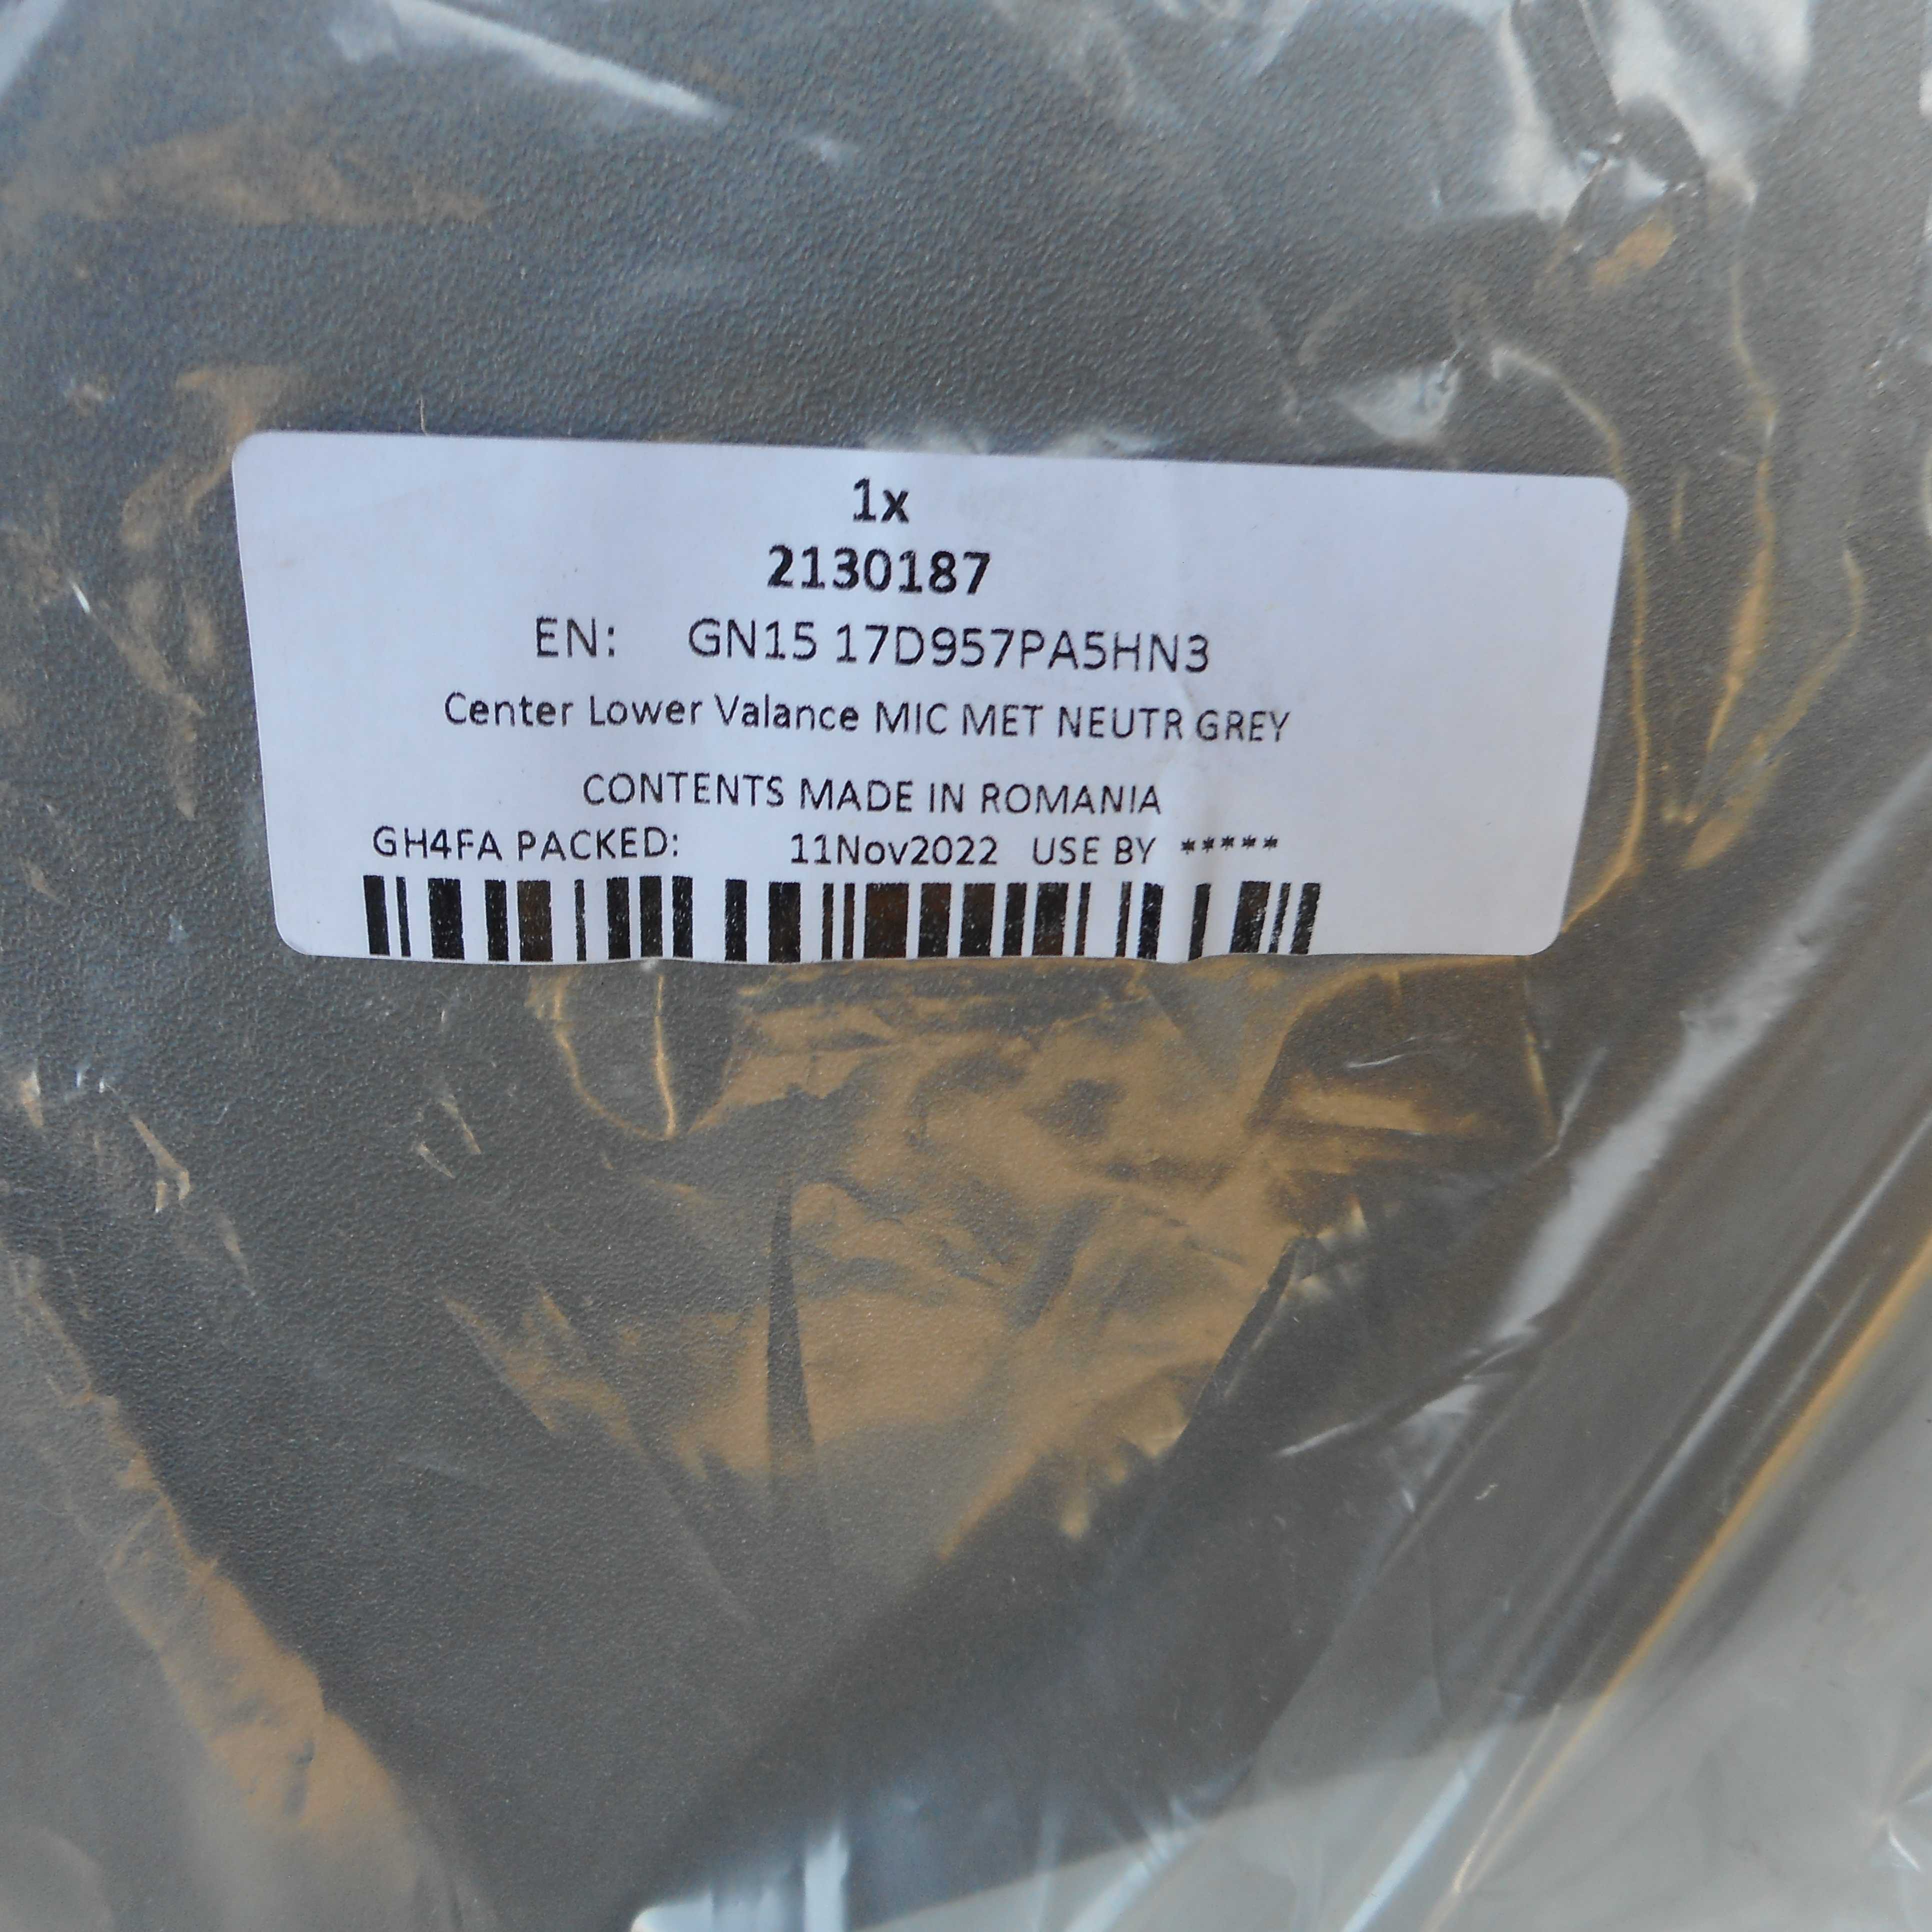 1x
2130187
EN: GN15 17D957PA5HN3
Center Lower Valance MIC MET NEUTR GREY
CONTENTS MADE IN ROMANIA
GH4FA PACKED: 11Nov2022 USE BY *****